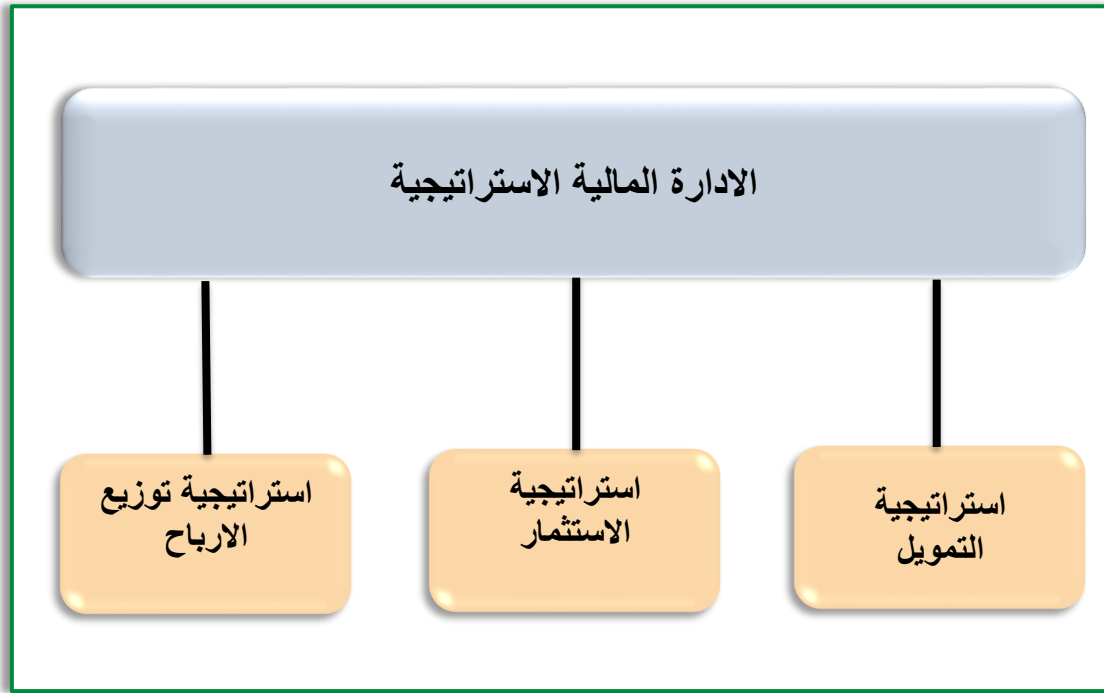 الادارة المالية الاستراتيجية
استراتيجية
التمويل
استراتيجية
الاستثمار
استراتيجية توزيع
الارباح